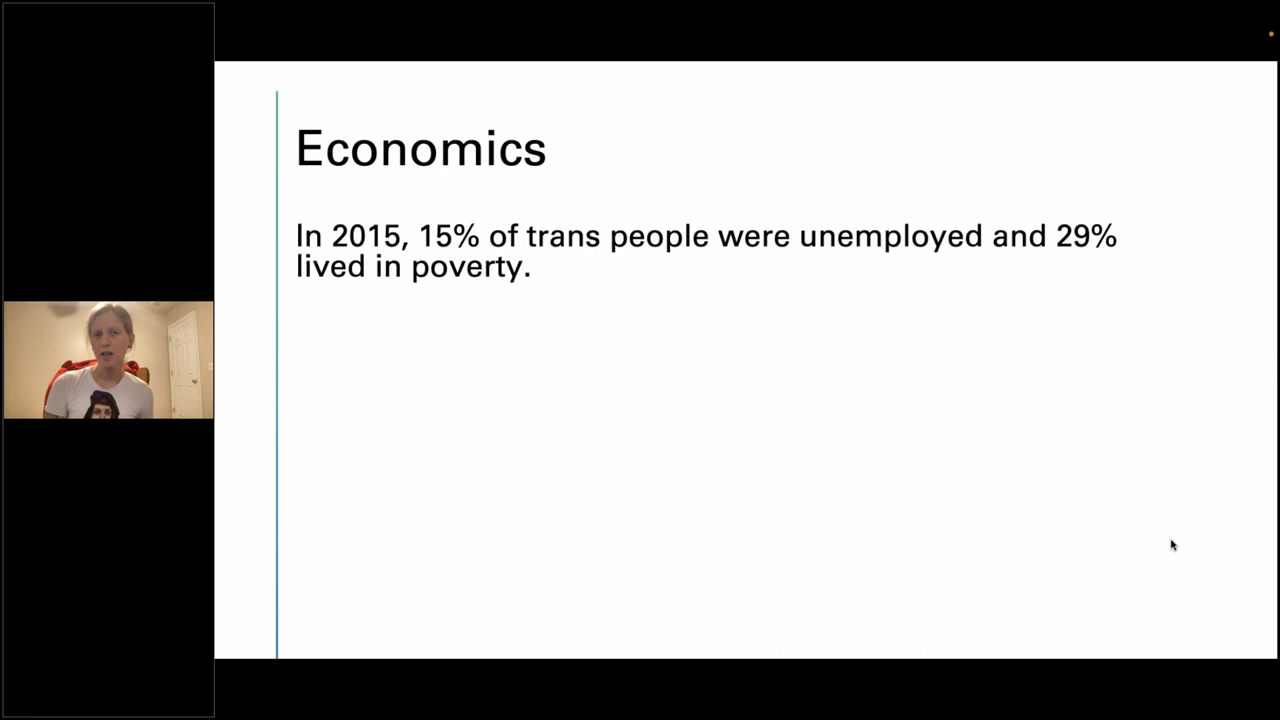 Economics
In 2015, 15% of trans people were unemployed and 29%
lived in poverty.